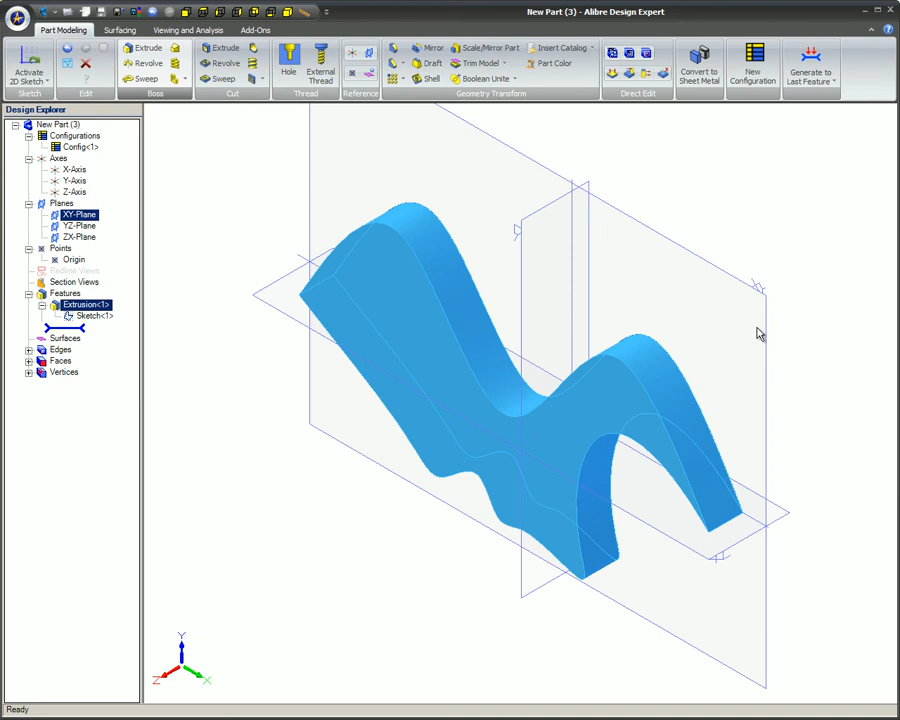 New Part (3) - Alibre Design Expert
Part Modeling Surfacing Viewing and Analysis Add-Ons
Activate 2D Sketch
Sketch
Edit
Extrude
Revolve
Sweep
Boss
Extrude
Revolve
Sweep
Cut
Hole
External Thread
Thread
Reference
Mirror
Draft
Shell
Scale/Mirror Part
Trim Model
Boolean Unite
Insert Catalog
Part Color
Geometry Transform
Direct Edit
Convert to Sheet Metal
New Configuration
Generate to Last Feature
Design Explorer
New Part (3)
Configurations
Config<1>
Axes
X-Axis
Y-Axis
Z-Axis
Planes
XY-Plane
YZ-Plane
ZX-Plane
Points
Origin
Redline Views
Section Views
Features
Extrusion<1>
Sketch<1>
Surfaces
Edges
Faces
Vertices
Y
Z
X
Ready